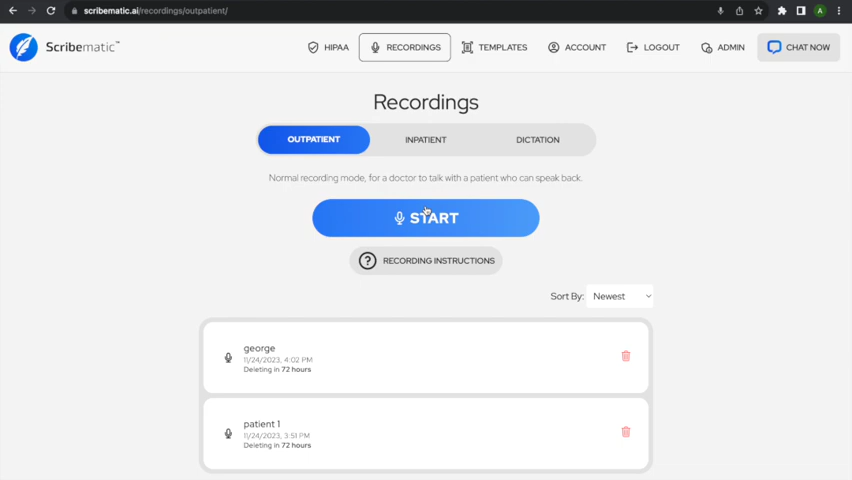 scribematic.ai/recordings/outpatient/
A
Scribematic™
HIPAA
RECORDINGS
TEMPLATES
ACCOUNT
LOGOUT
ADMIN
CHAT NOW
Recordings
OUTPATIENT
INPATIENT
DICTATION
Normal recording mode, for a doctor to talk with a patient who can speak back.
START
? RECORDING INSTRUCTIONS
Sort By: Newest
george
11/24/2023, 4:02 PM
Deleting in 72 hours
patient 1
11/24/2023, 3:51 PM
Deleting in 72 hours